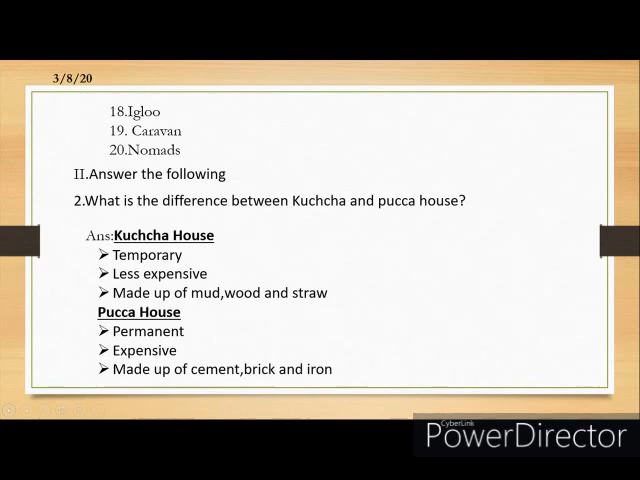 3/8/20
18.Igloo
19. Caravan
20.Nomads
II.Answer the following
2.What is the difference between Kuchcha and pucca house?
Ans:Kuchcha House
➢ Temporary
➢ Less expensive
➢ Made up of mud,wood and straw
Pucca House
➢ Permanent
➢ Expensive
➢ Made up of cement,brick and iron
CyberLink
PowerDirector